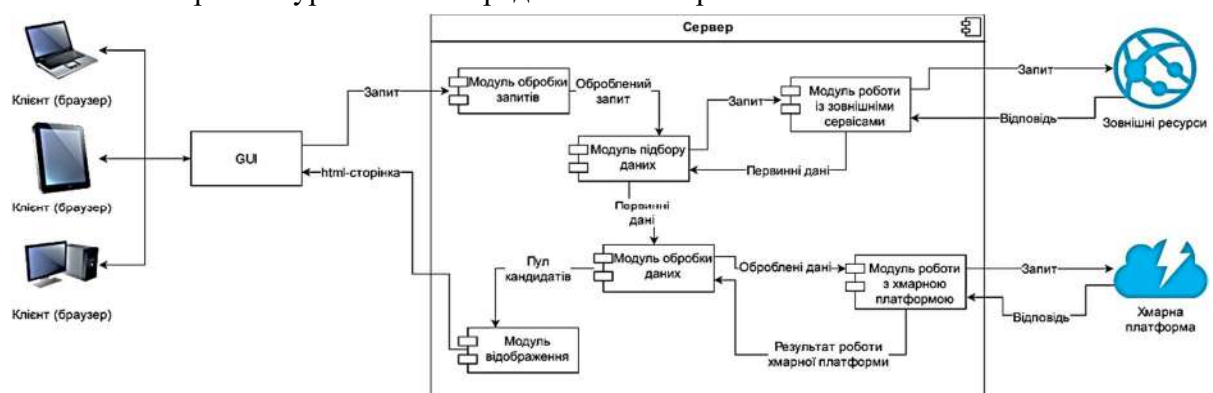 Сервер
Клієнт (браузер)
Клієнт (браузер)
Клієнт (браузер)
GUI
Запит
html-сторінка
Модуль обробки
запитів
Оброблений
запит
Модуль підбору
даних
Запит
Первинні дані
Модуль роботи
із зовнішніми
сервісами
Запит
Відповідь
Зовнішні ресурси
Первинні
дані
Модуль обробки
даних
Пул
кандидатів
Модуль
відображення
Оброблені дані
Результат роботи
хмарної платформи
Модуль роботи
з хмарною
платформою
Запит
Відповідь
Хмарна
платформа